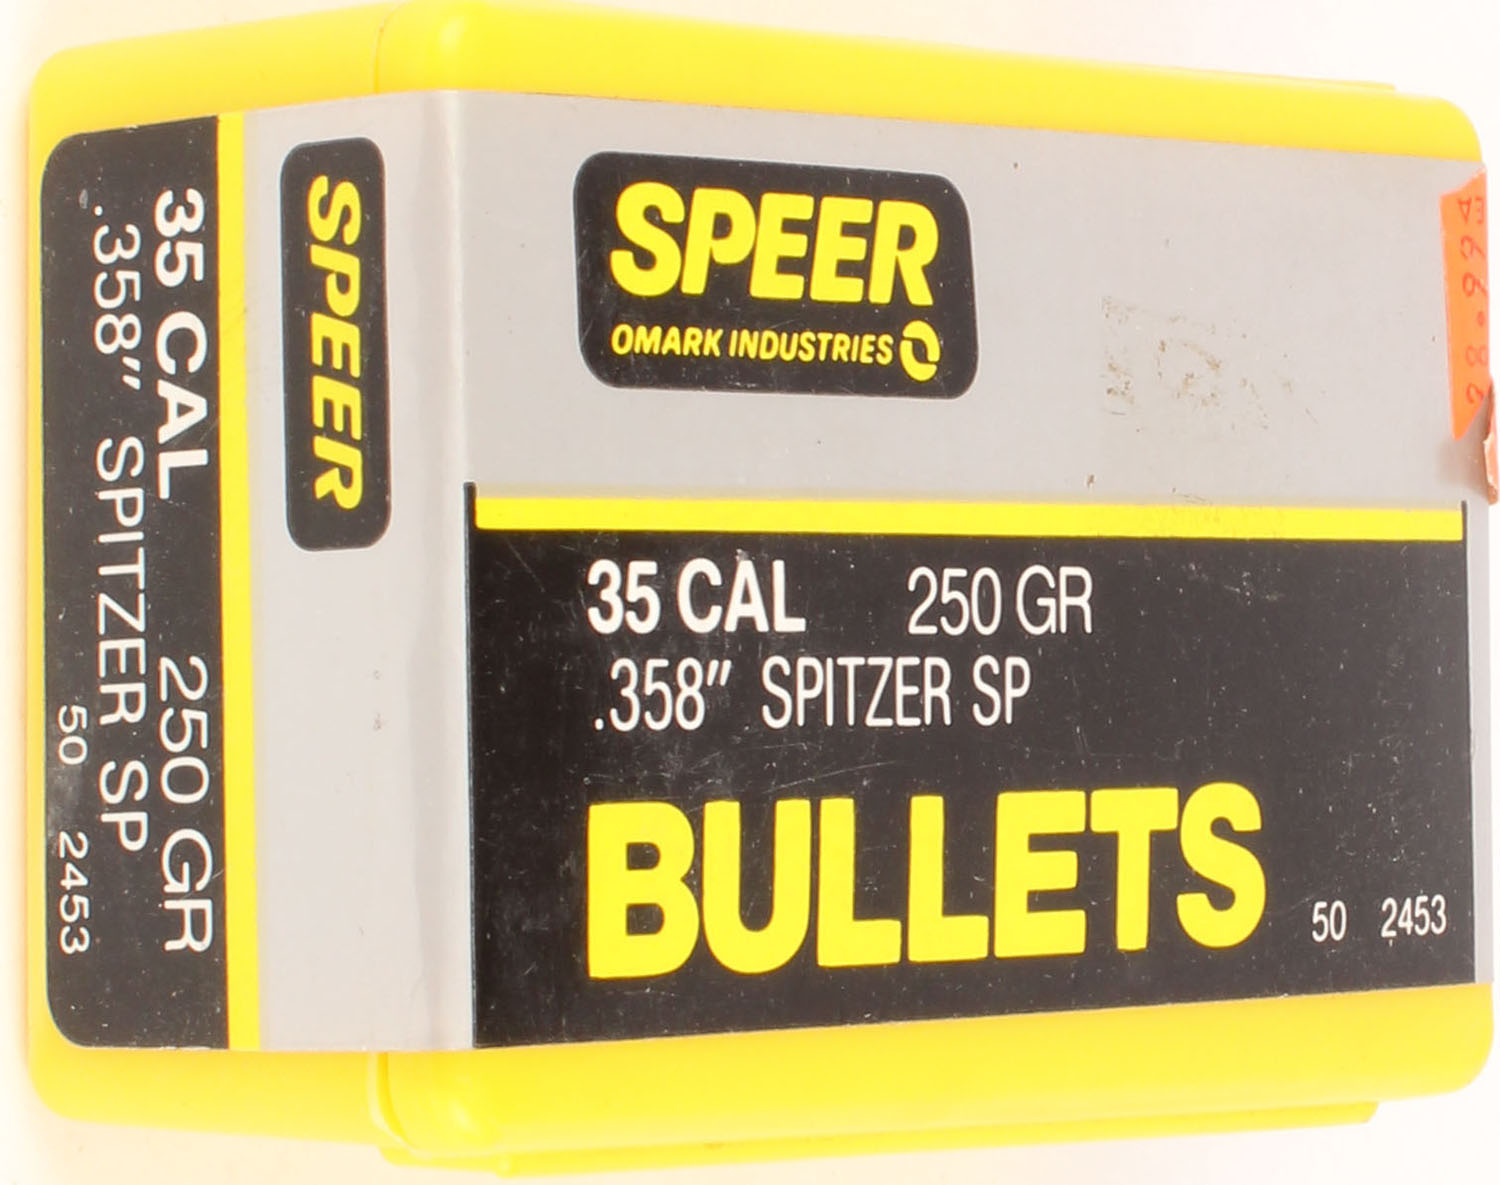 SPEER
OMARK INDUSTRIES
35 CAL 250 GR
.358" SPITZER SP
BULLETS
50 2453
SPEER
35 CAL 250 GR
.358" SPITZER SP
50 2453